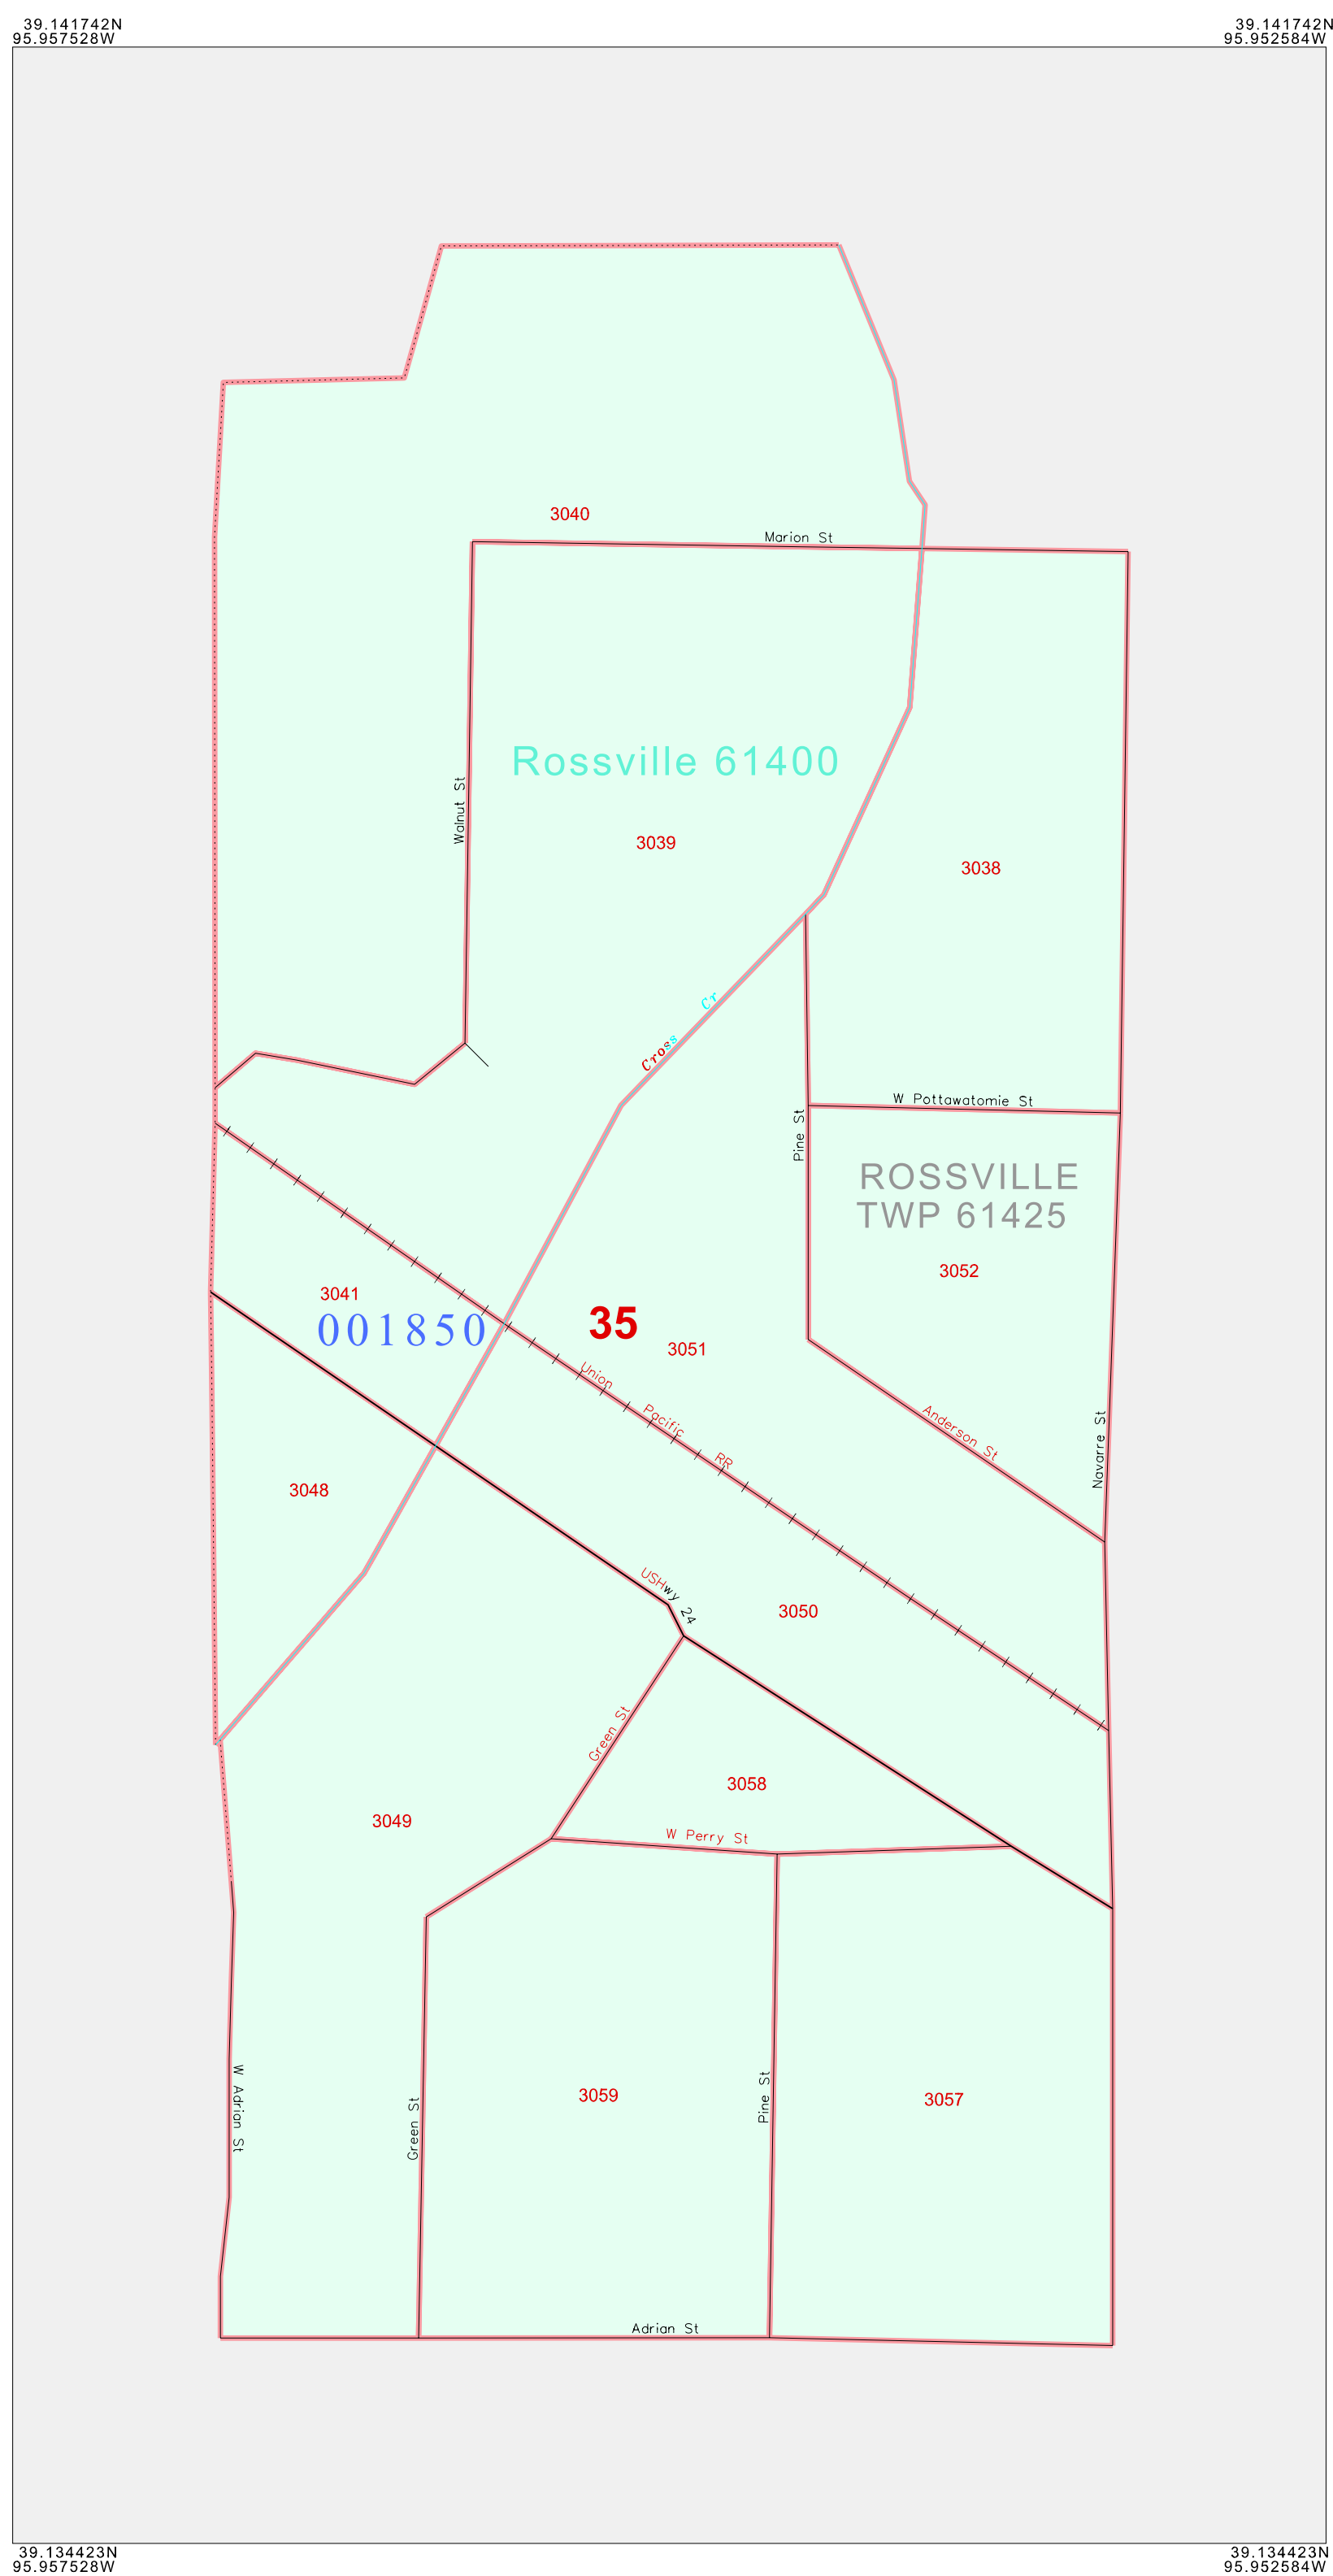 39.141742N
95.957528W
39.141742N
95.952584W
3040
Marion St
Rossville 61400
Walnut St
3039
3038
Cross Cr
W Pottawatomie St
Pine St
ROSSVILLE
TWP 61425
3052
3041
001850
35
3051
Union Pacific RR
Anderson St
Navarre St
3048
USHwy 24
3050
Green St
3058
3049
W Perry St
W Adrian St
Green St
3059
Pine St
3057
Adrian St
39.134423N
95.957528W
39.134423N
95.952584W